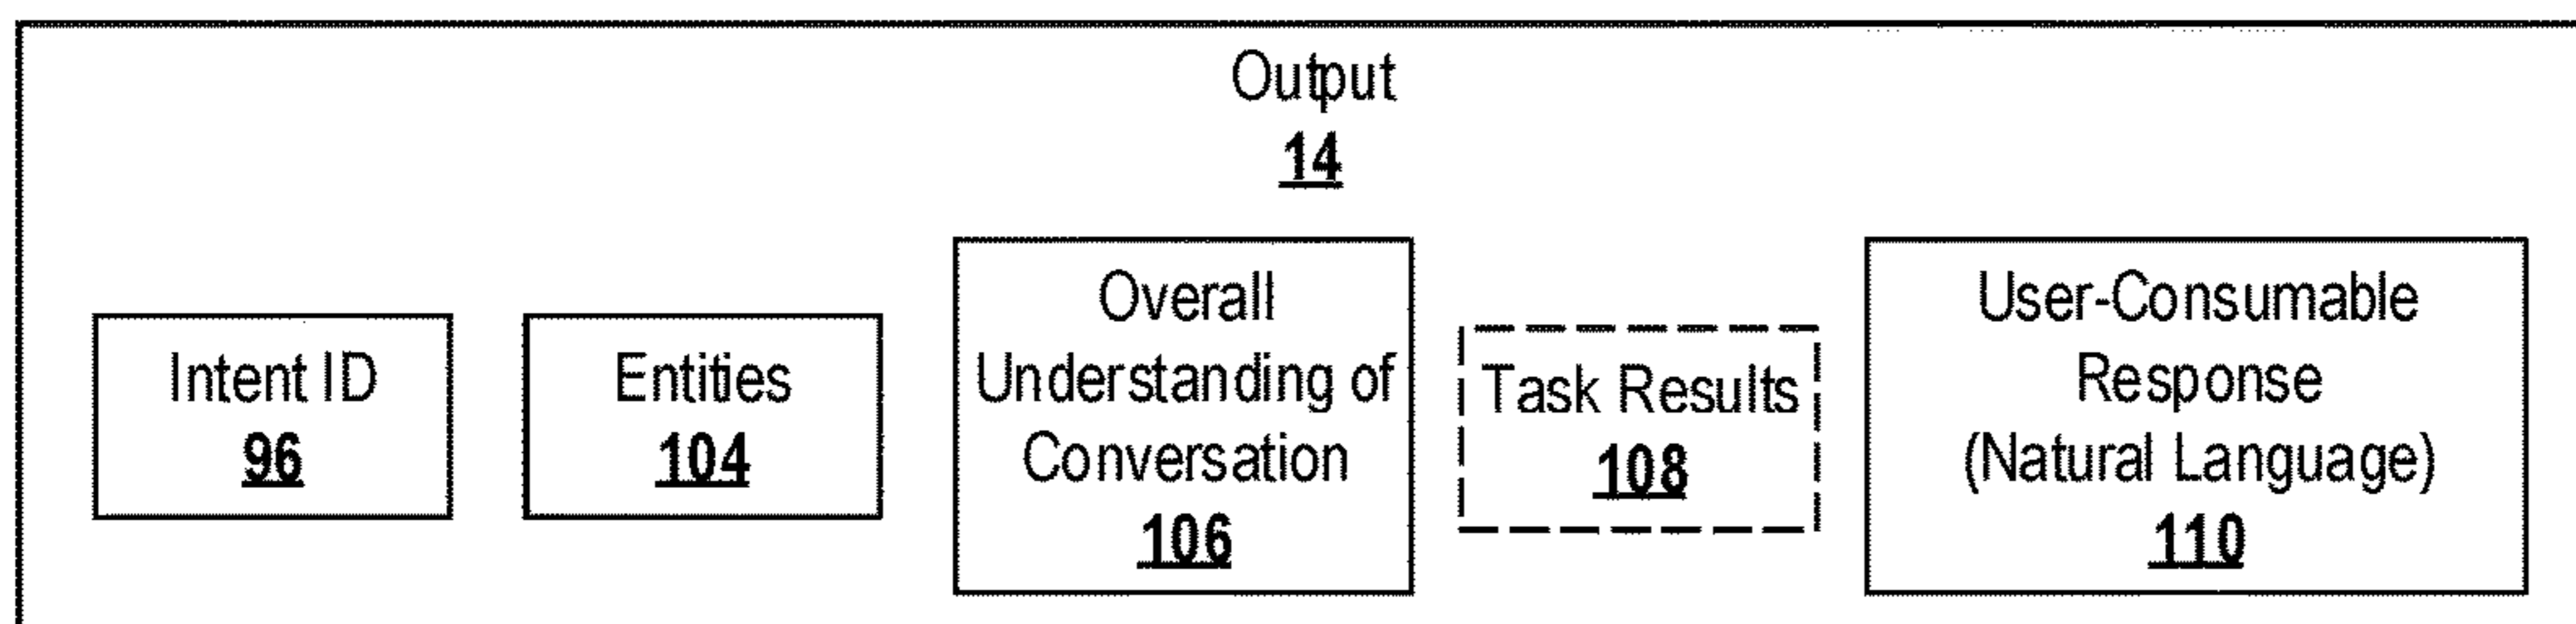 Output
14
Intent ID
96
Entities
104
Overall
Understanding of
Conversation
106
Task Results
108
User-Consumable
Response
(Natural Language)
110